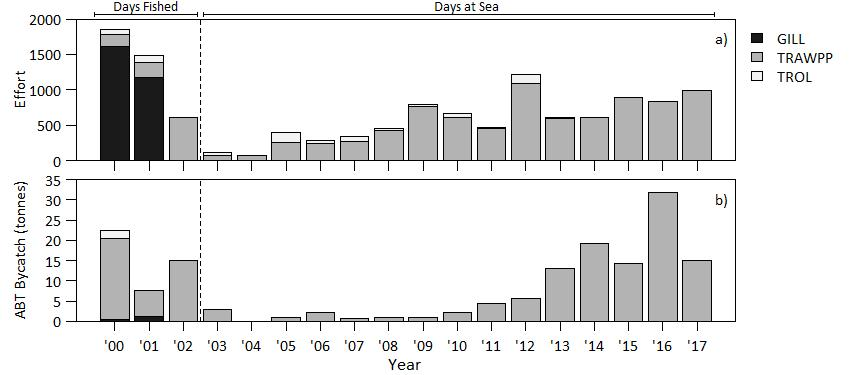 Days Fished Days at Sea
2000 a) GILL
1500 TRAWPP
1000 TROL
500
0
Effort
35
30 b)
25
20
15
10
5
0
ABT Bycatch (tonnes)
'00 '01 '02 '03 '04 '05 '06 '07 '08 '09 '10 '11 '12 '13 '14 '15 '16 '17
Year